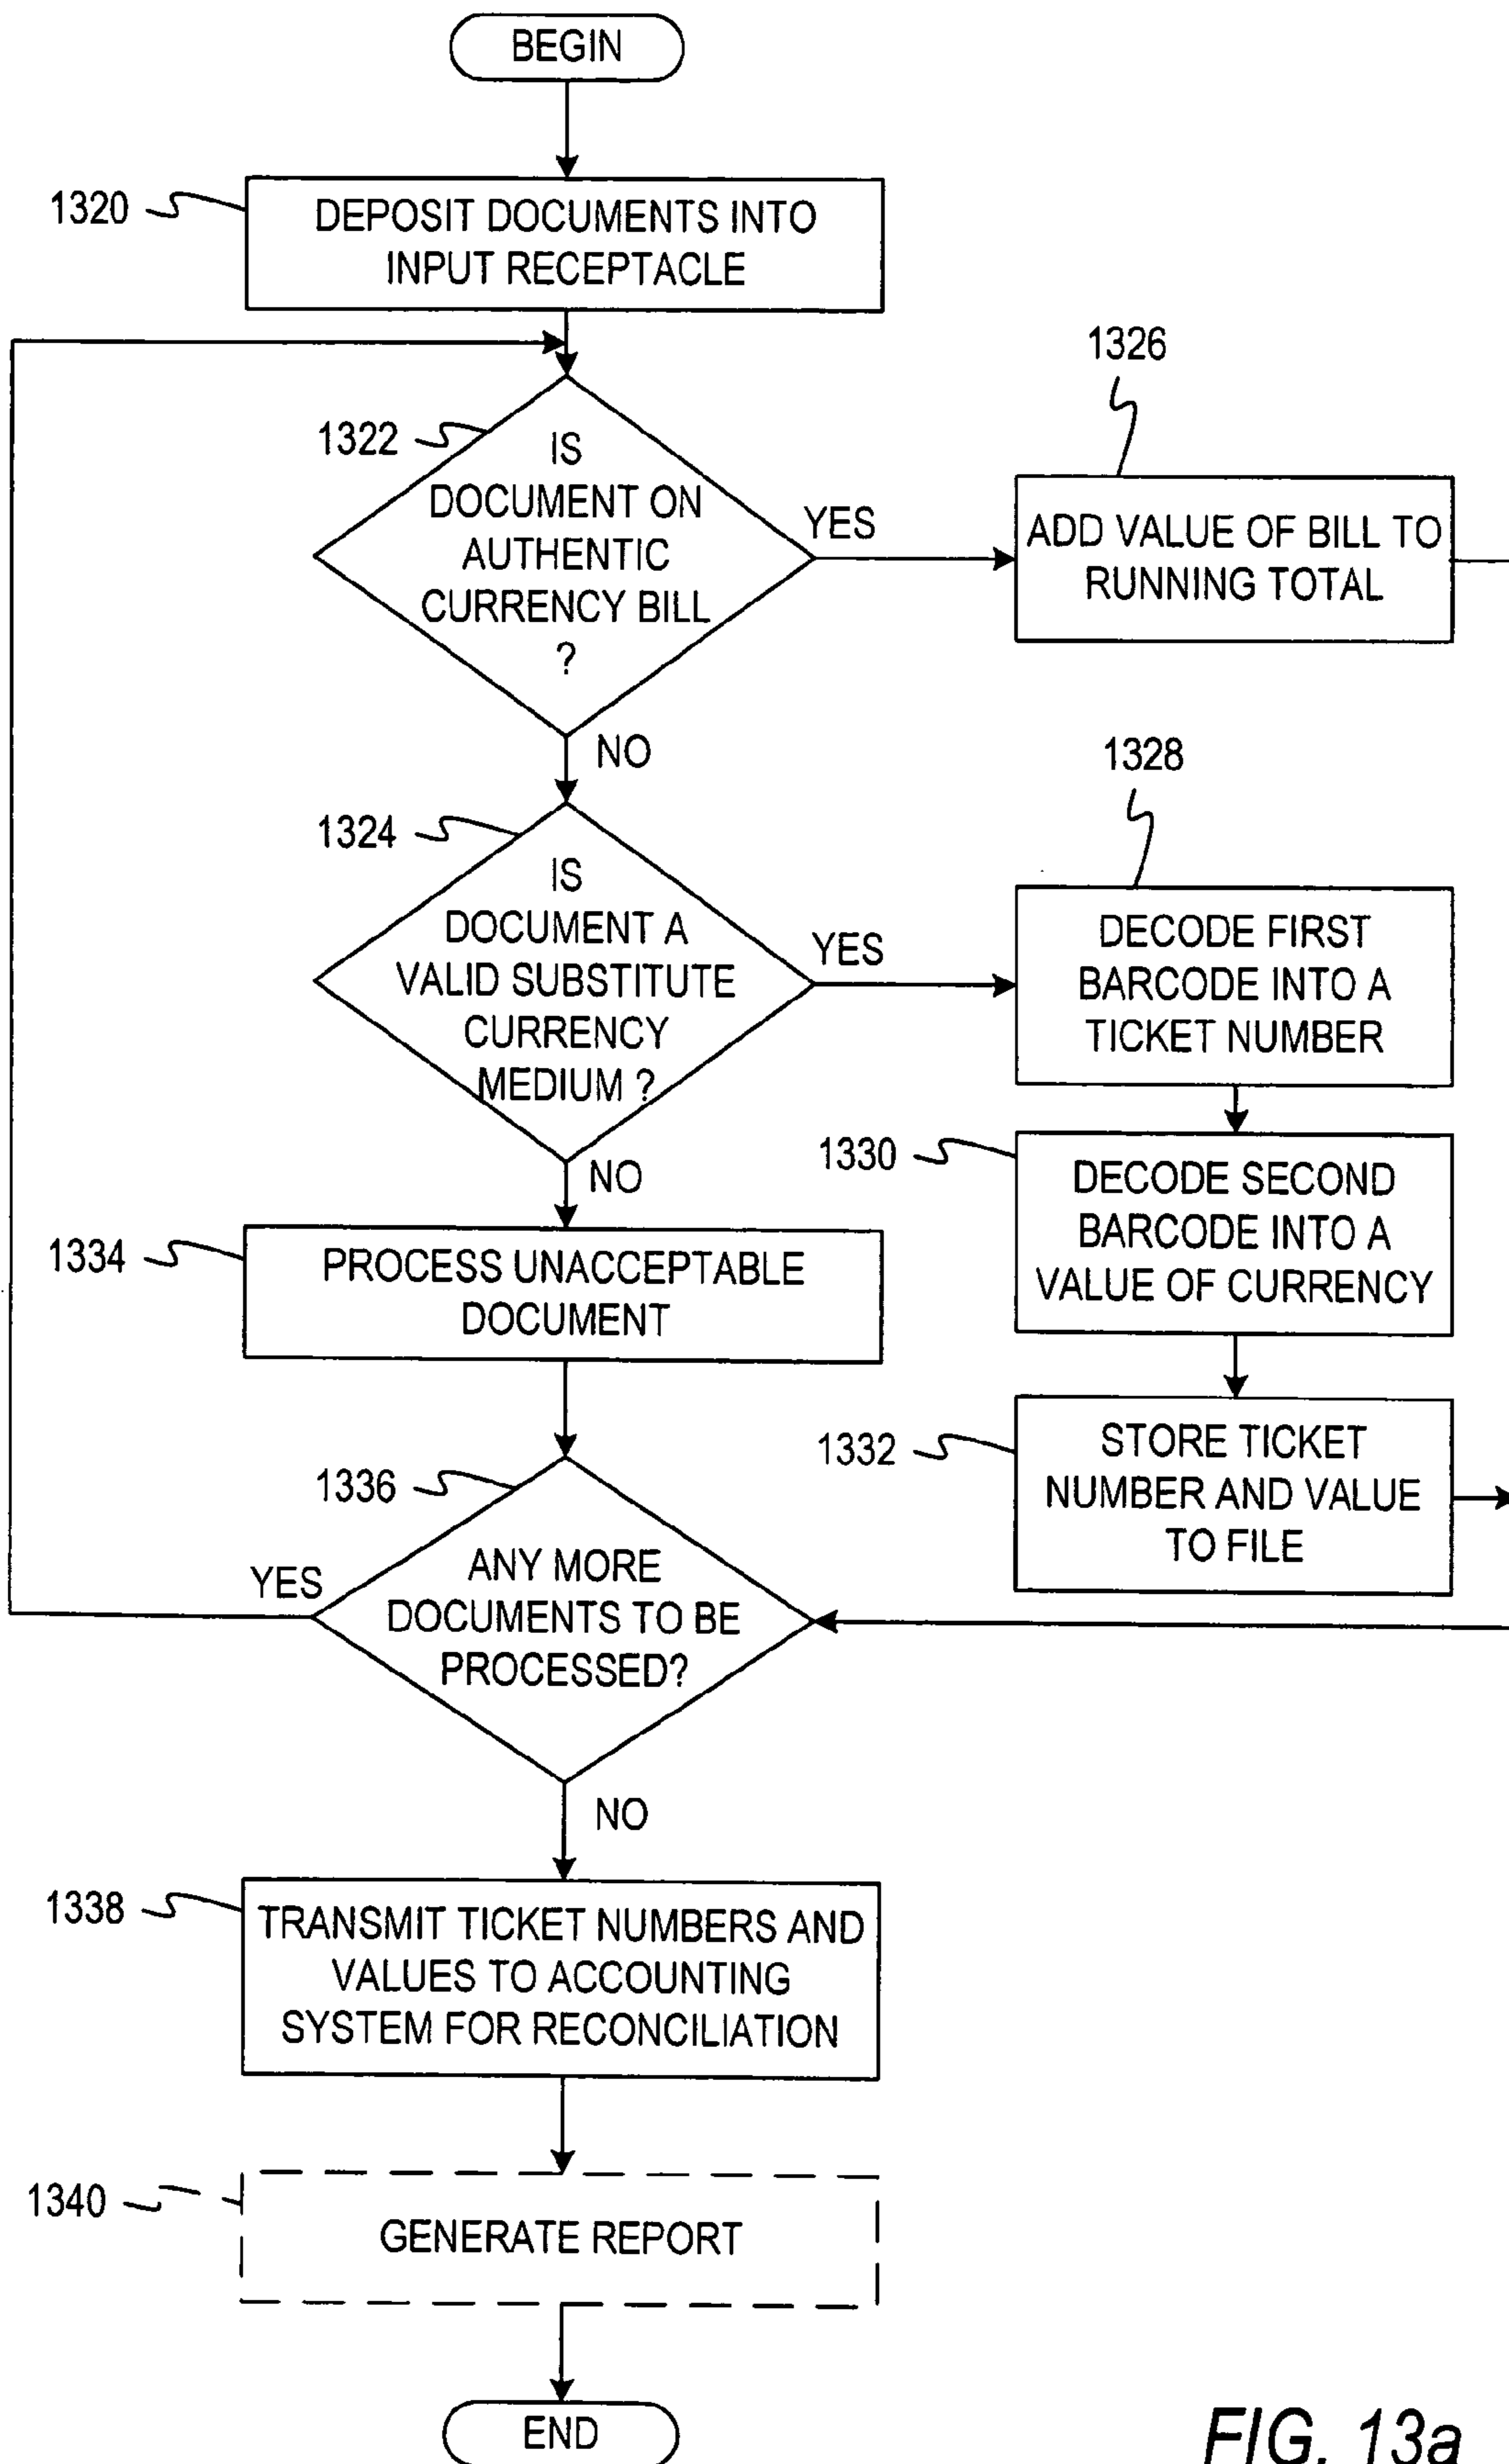 BEGIN
1320
DEPOSIT DOCUMENTS INTO
INPUT RECEPTACLE
1322
IS
DOCUMENT ON
AUTHENTIC
CURRENCY BILL
?
YES
1326
ADD VALUE OF BILL TO
RUNNING TOTAL
NO
1324
IS
DOCUMENT A
VALID SUBSTITUTE
CURRENCY
MEDIUM ?
YES
1328
DECODE FIRST
BARCODE INTO A
TICKET NUMBER
1330
DECODE SECOND
BARCODE INTO A
VALUE OF CURRENCY
1332
STORE TICKET
NUMBER AND VALUE
TO FILE
NO
1334
PROCESS UNACCEPTABLE
DOCUMENT
1336
ANY MORE
DOCUMENTS TO BE
PROCESSED?
YES
NO
1338
TRANSMIT TICKET NUMBERS AND
VALUES TO ACCOUNTING
SYSTEM FOR RECONCILIATION
1340
GENERATE REPORT
END
FIG. 13a